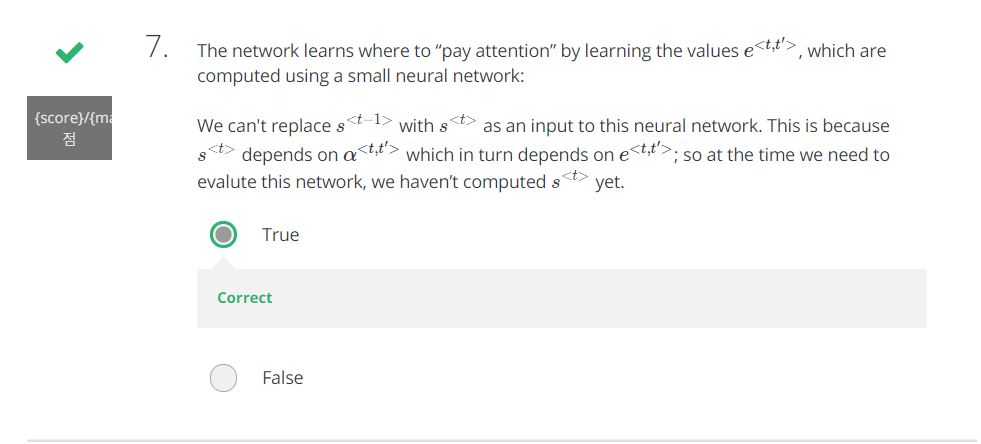 7. The network learns where to “pay attention” by learning the values e<t,t′>, which are
computed using a small neural network:
{score}/{ma
점
We can't replace s<t−1> with s<t> as an input to this neural network. This is because
s<t> depends on α<t,t′> which in turn depends on e<t,t′>; so at the time we need to
evalute this network, we haven’t computed s<t> yet.
True
Correct
False